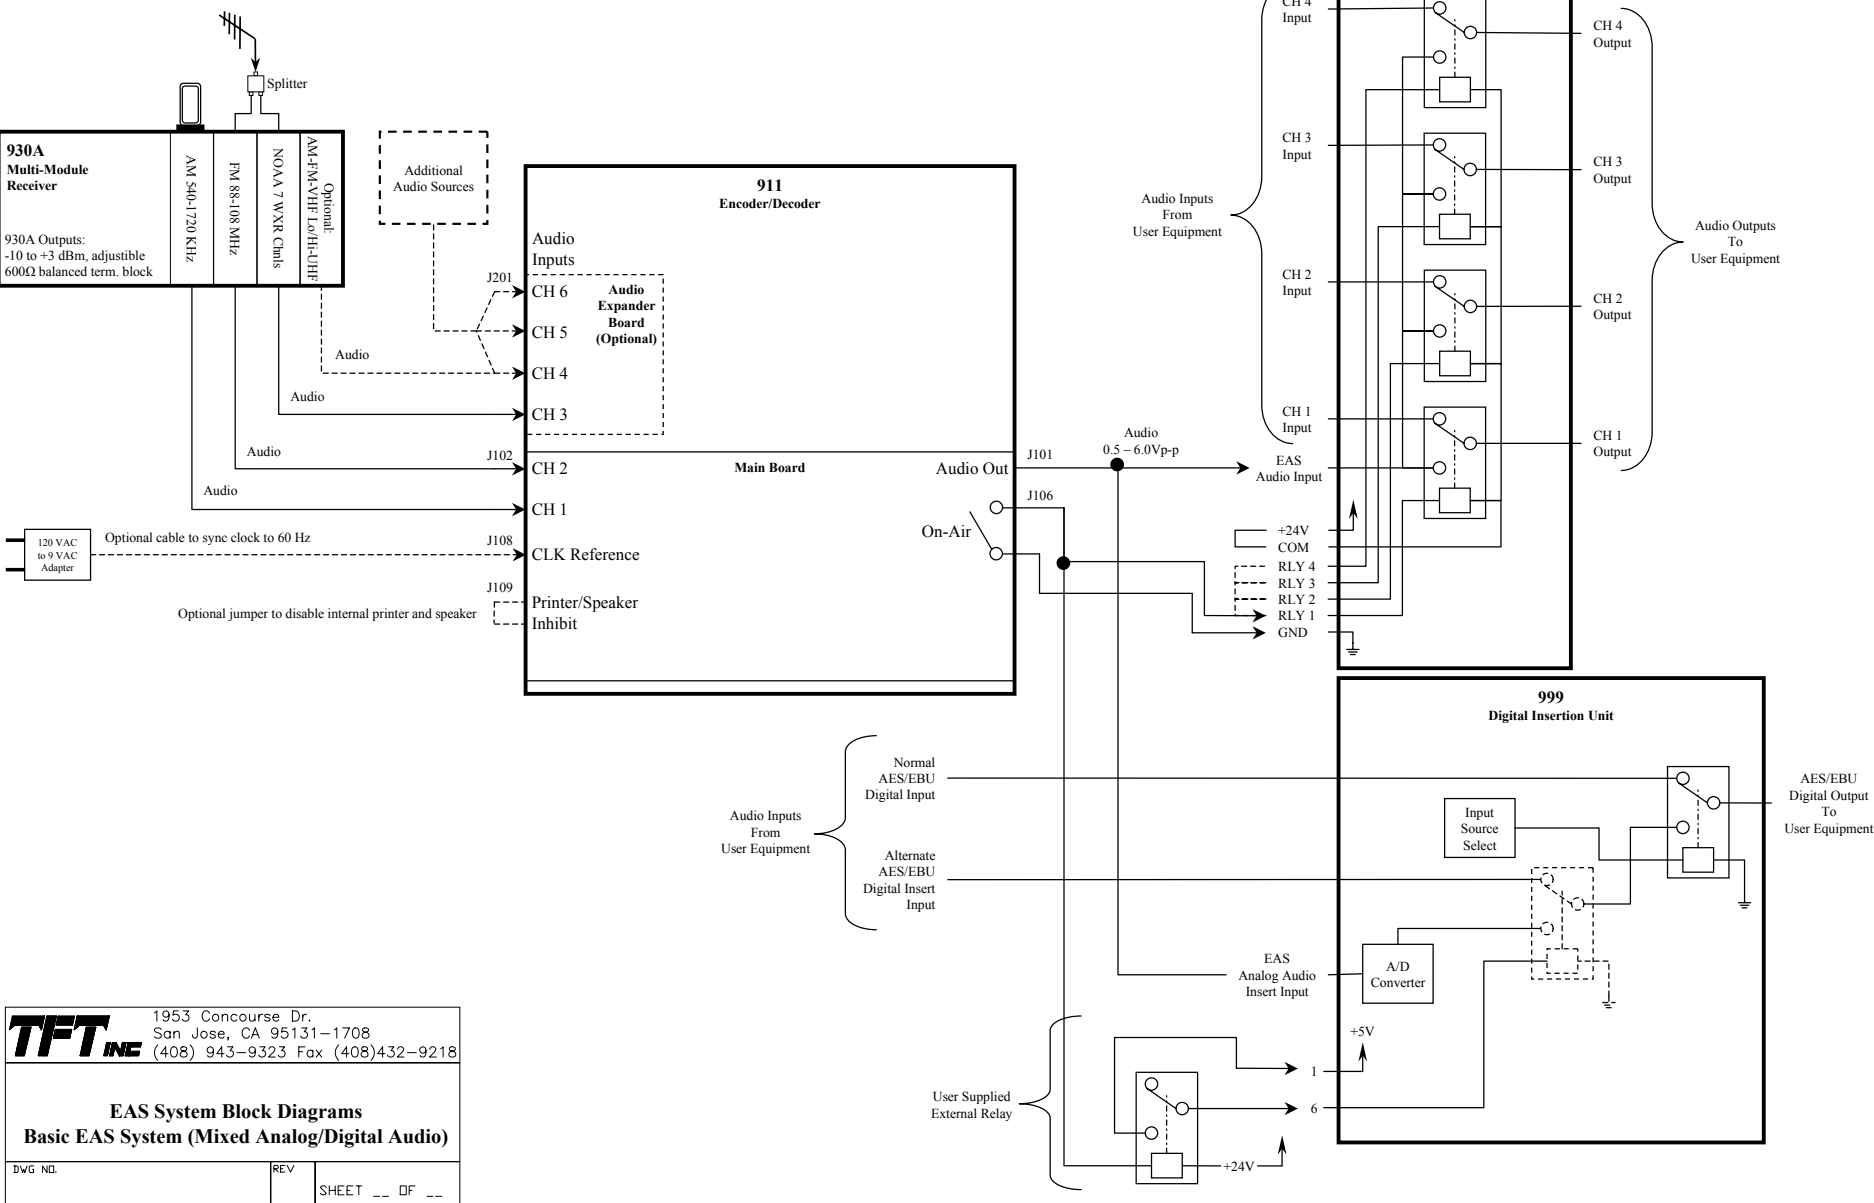 Splitter
930A
Multi-Module
Receiver
930A Outputs:
-10 to +3 dBm, adjustible
600Ω balanced term. block
AM 540-1720 KHz
FM 88-108 MHz
NOAA 7 WXR Chnls
Optional:
AM-FM-VHF Lo/Hi-UHF
Additional
Audio Sources
911
Encoder/Decoder
Audio
Inputs
J201
CH 6
CH 5
CH 4
CH 3
Audio
Expander
Board
(Optional)
Audio
Audio
Audio
Audio
J102
CH 2
CH 1
Main Board
Audio Out
J101
J106
On-Air
120 VAC
to 9 VAC
Adapter
Optional cable to sync clock to 60 Hz
J108
CLK Reference
J109
Optional jumper to disable internal printer and speaker
Printer/Speaker
Inhibit
Audio
0.5 – 6.0Vp-p
Audio Inputs
From
User Equipment
CH 4
Input
CH 3
Input
CH 2
Input
CH 1
Input
EAS
Audio Input
+24V
COM
RLY 4
RLY 3
RLY 2
RLY 1
GND
CH 4
Output
CH 3
Output
CH 2
Output
CH 1
Output
Audio Outputs
To
User Equipment
999
Digital Insertion Unit
Audio Inputs
From
User Equipment
Normal
AES/EBU
Digital Input
Alternate
AES/EBU
Digital Insert
Input
Input
Source
Select
AES/EBU
Digital Output
To
User Equipment
EAS
Analog Audio
Insert Input
A/D
Converter
+5V
1
6
User Supplied
External Relay
+24V
TFT INC
1953 Concourse Dr.
San Jose, CA 95131-1708
(408) 943-9323 Fax (408)432-9218
EAS System Block Diagrams
Basic EAS System (Mixed Analog/Digital Audio)
DWG NO.
REV
SHEET __ OF __